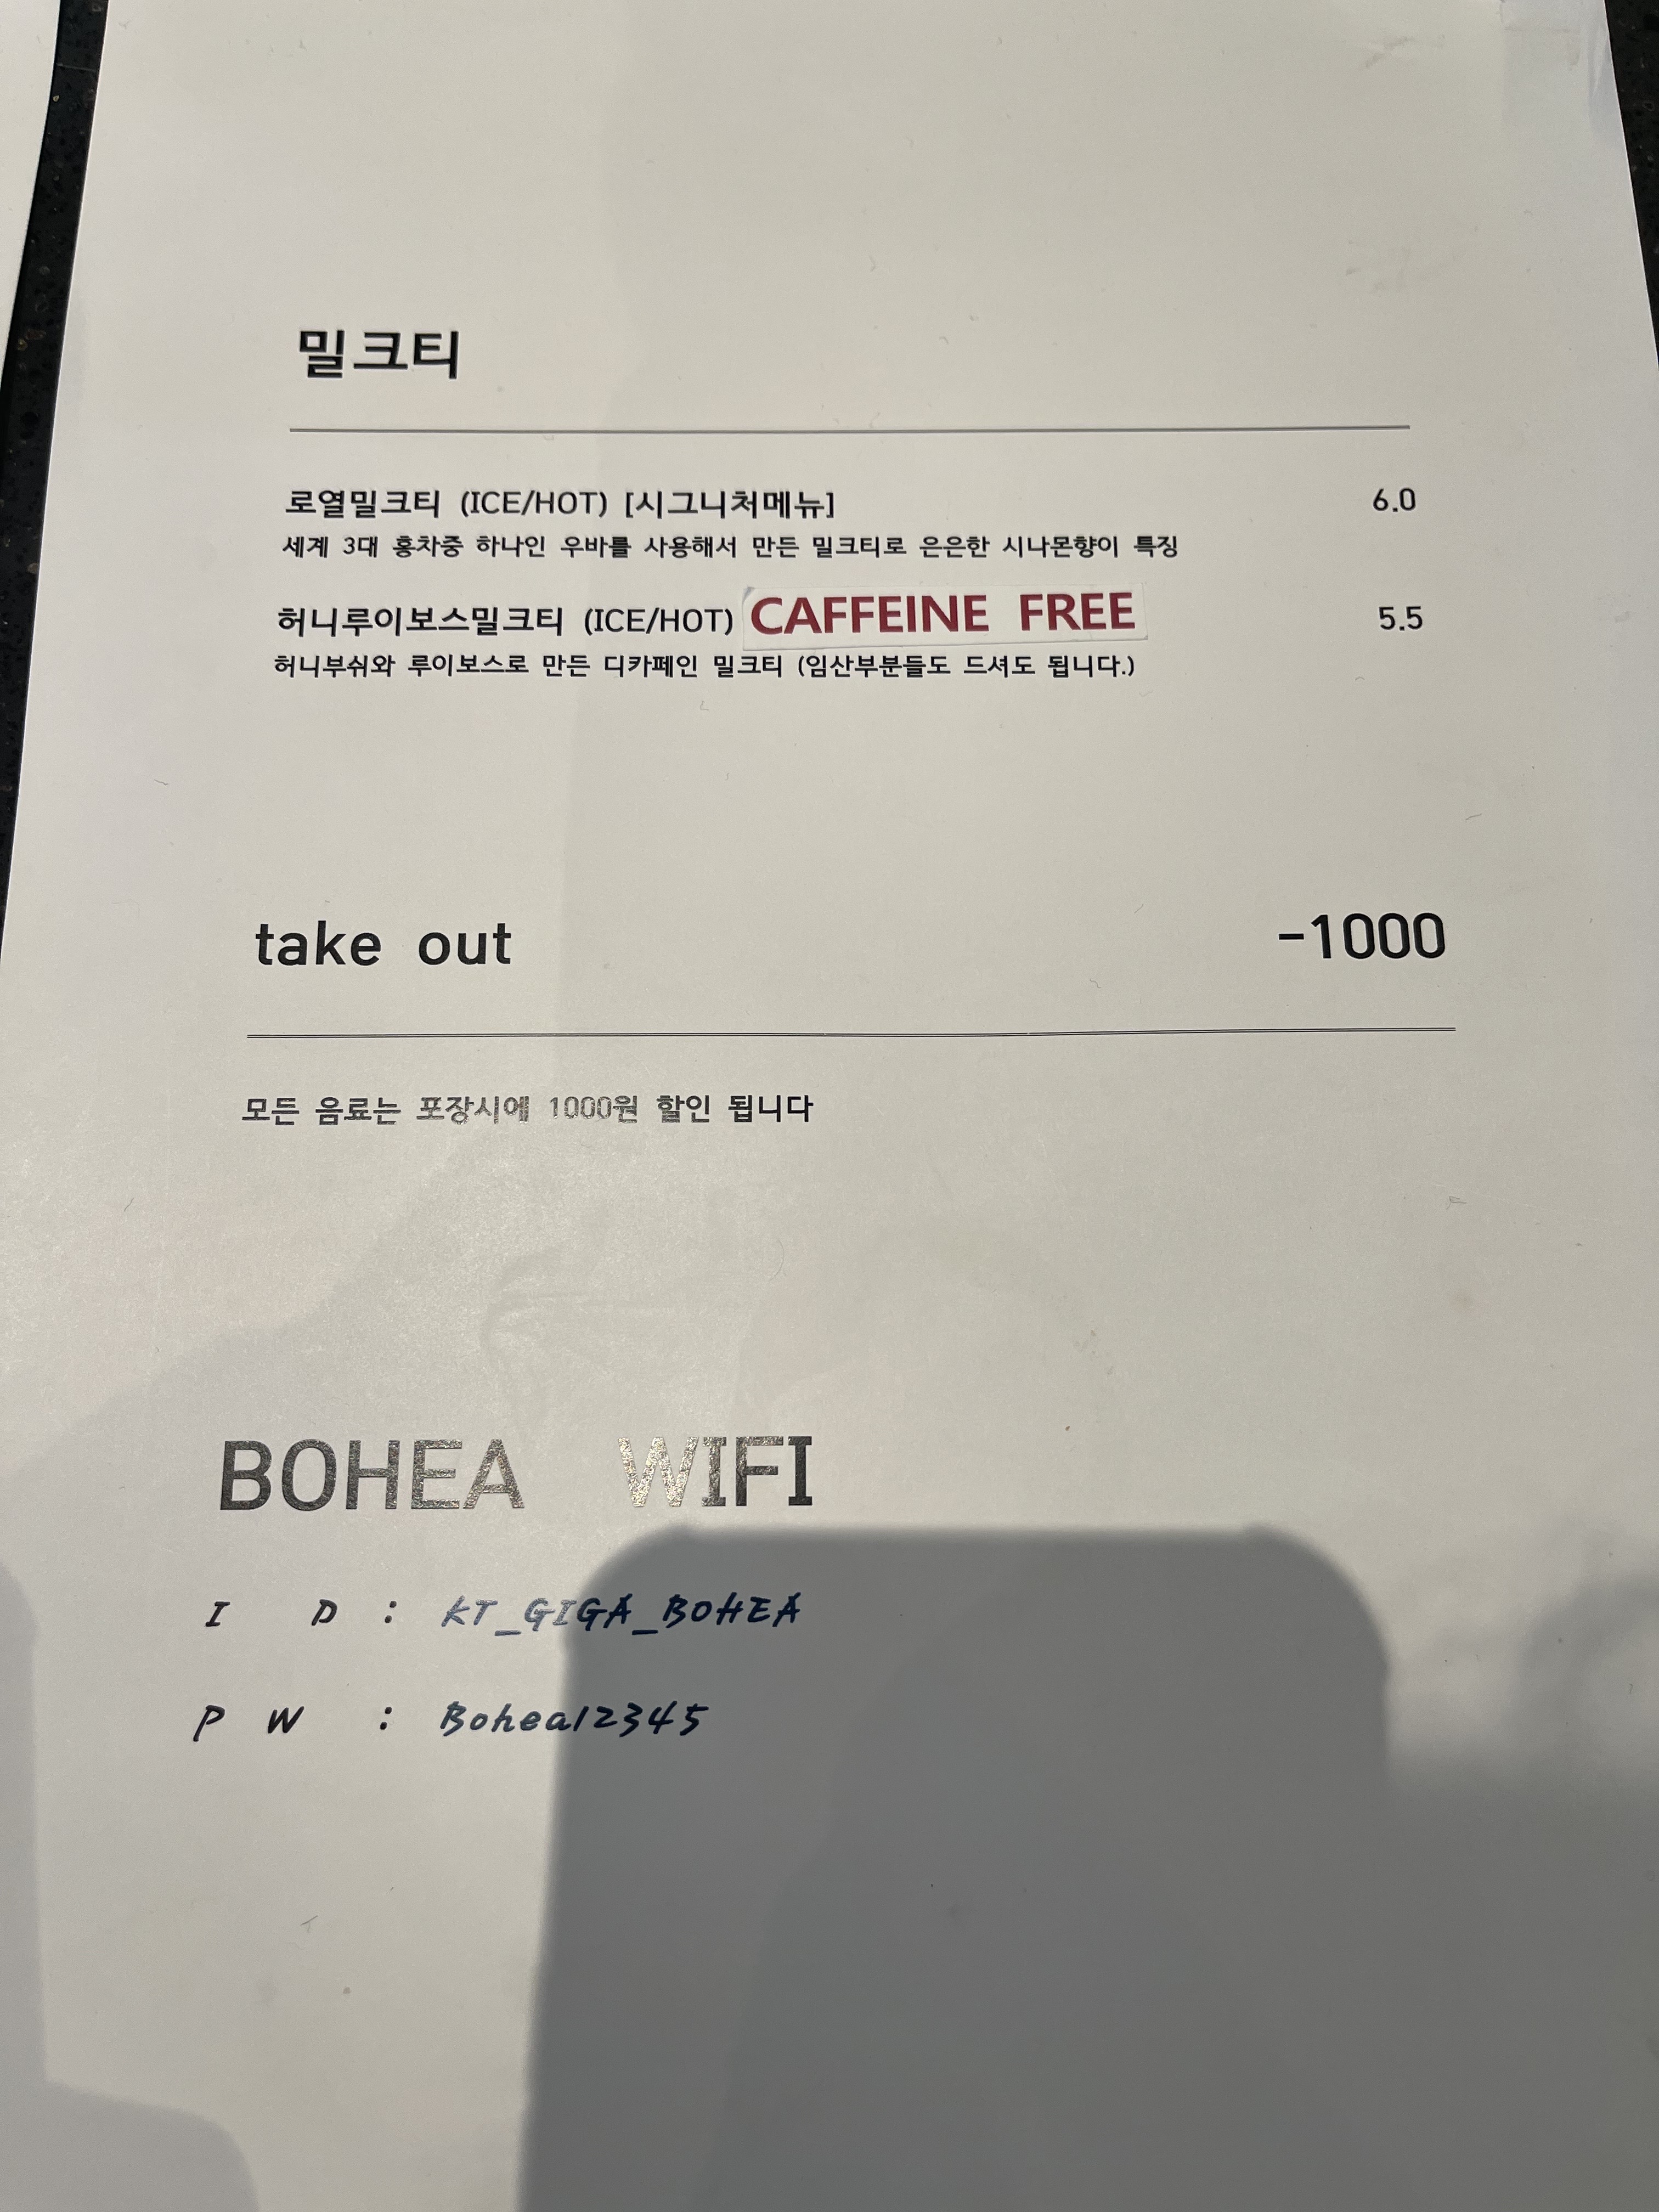 밀크티
로열밀크티 (ICE/HOT) [시그니처메뉴] 6.0
세계 3대 홍차중 하나인 우바를 사용해서 만든 밀크티로 은은한 시나몬향이 특징
허니루이보스밀크티 (ICE/HOT) CAFFEINE FREE 5.5
허니부쉬와 루이보스로 만든 디카페인 밀크티 (임산부분들도 드셔도 됩니다.)
take out -1000
모든 음료는 포장시에 1000원 할인 됩니다
BOHEA WIFI
I D : KT_GIGA_BOHEA
P W : Bohea12345